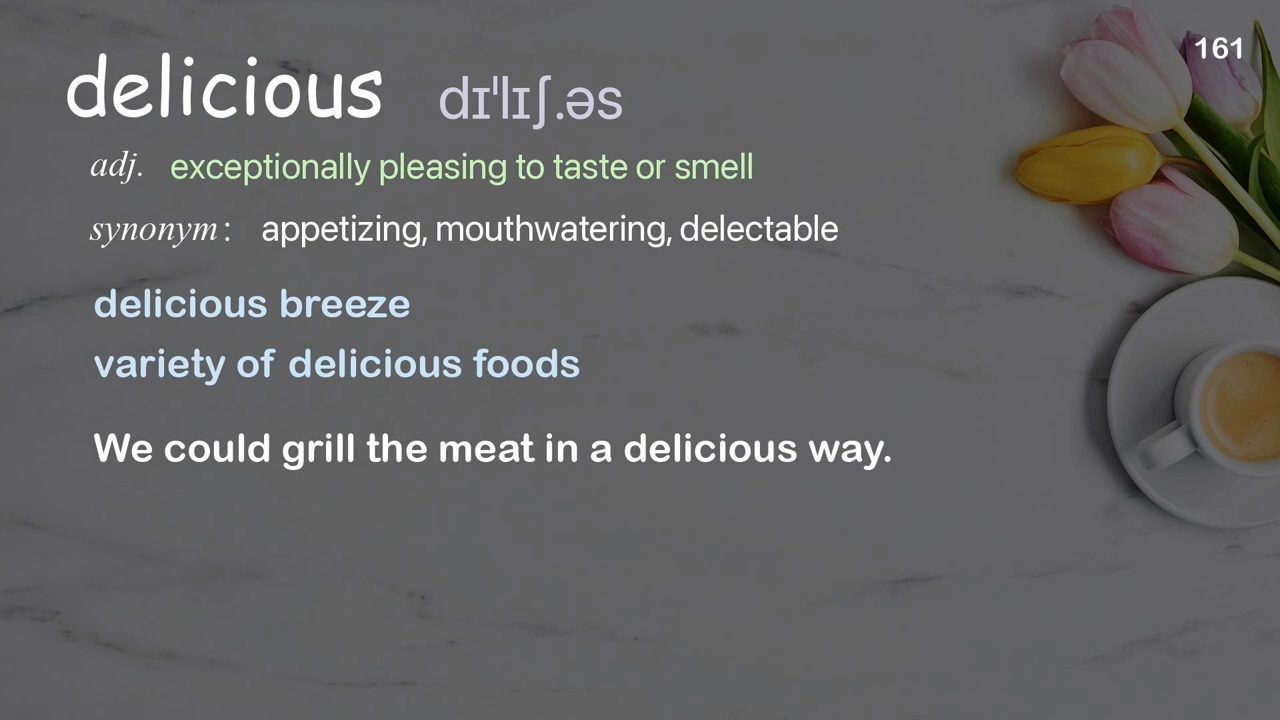 161
delicious dɪˈlɪʃ.əs
adj. exceptionally pleasing to taste or smell
synonym: appetizing, mouthwatering, delectable
delicious breeze
variety of delicious foods
We could grill the meat in a delicious way.